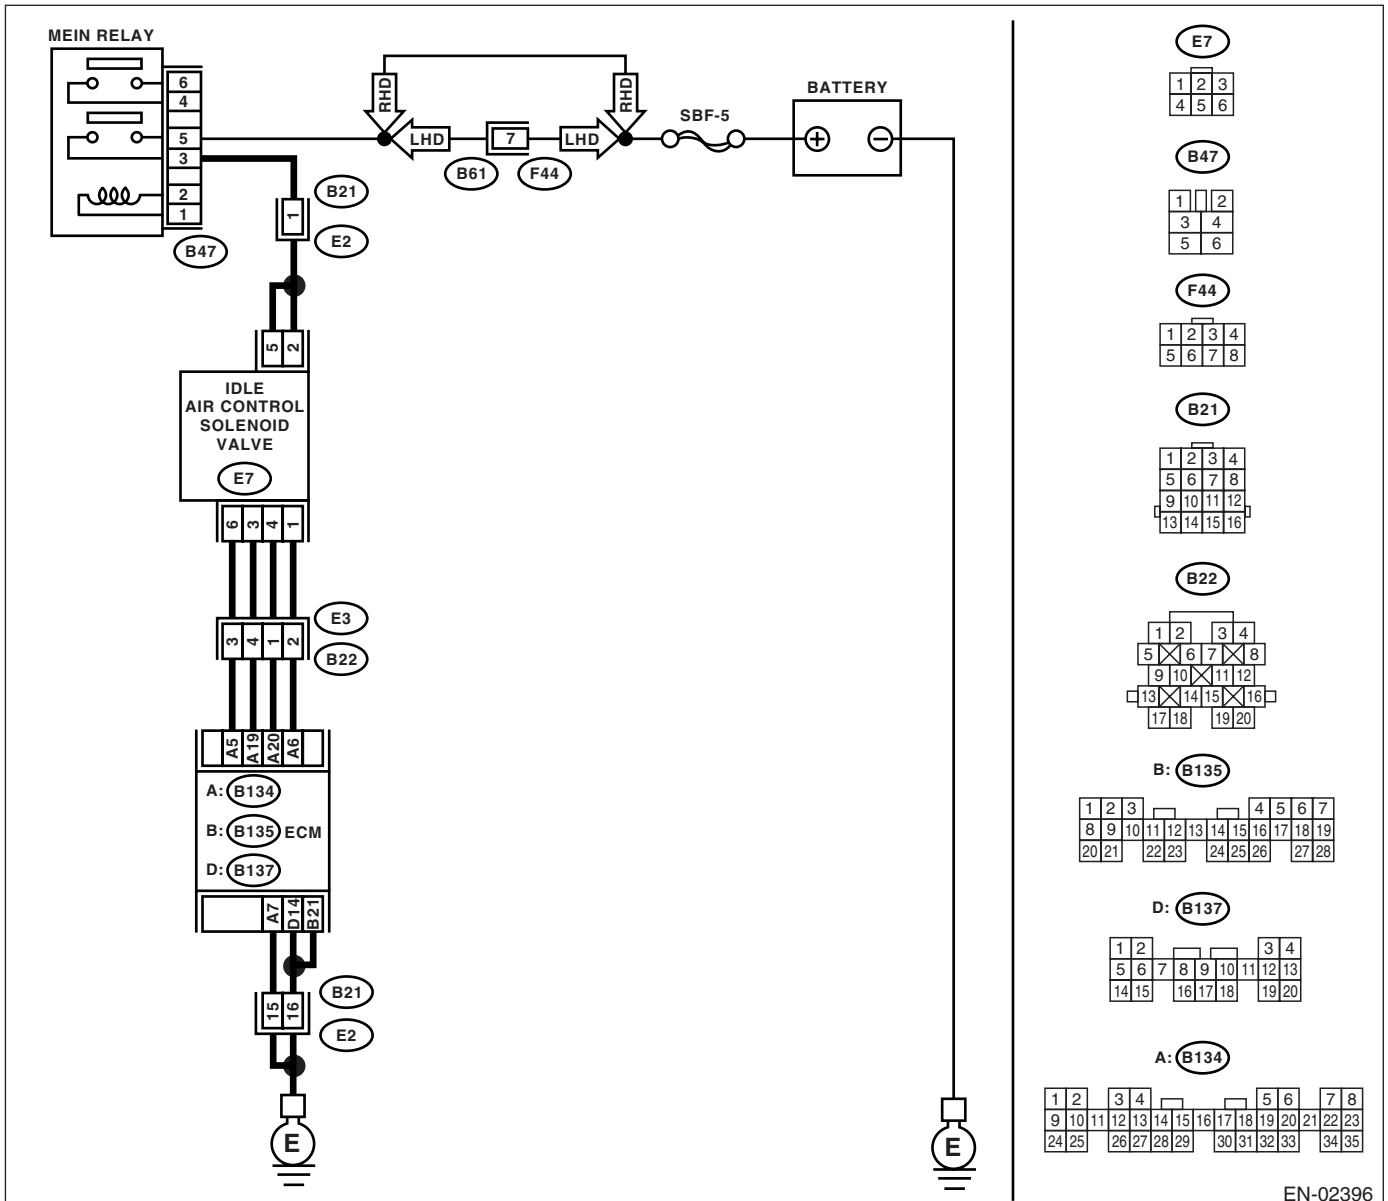 MEIN RELAY
6
4
5
3
2
1
B47
RHD
RHD
LHD
7
LHD
B61
F44
SBF-5
BATTERY
+
−
B21
1
E2
5 2
IDLE
AIR CONTROL
SOLENOID
VALVE
E7
6 3 4 1
E3
3 4 1 2
B22
A5 A19 A20 A6
A: B134
B: B135 ECM
D: B137
A7 D14 B21
B21
15 16
E2
E
E
E7
1 2 3
4 5 6
B47
1 2
3 4
5 6
F44
1 2 3 4
5 6 7 8
B21
1 2 3 4
5 6 7 8
9 10 11 12
13 14 15 16
B22
1 2 3 4
5 6 7 8
9 10 11 12
13 14 15 16
17 18 19 20
B: B135
1 2 3 4 5 6 7
8 9 10 11 12 13 14 15 16 17 18 19
20 21 22 23 24 25 26 27 28
D: B137
1 2 3 4
5 6 7 8 9 10 11 12 13
14 15 16 17 18 19 20
A: B134
1 2 3 4 5 6 7 8
9 10 11 12 13 14 15 16 17 18 19 20 21 22 23
24 25 26 27 28 29 30 31 32 33 34 35
EN-02396